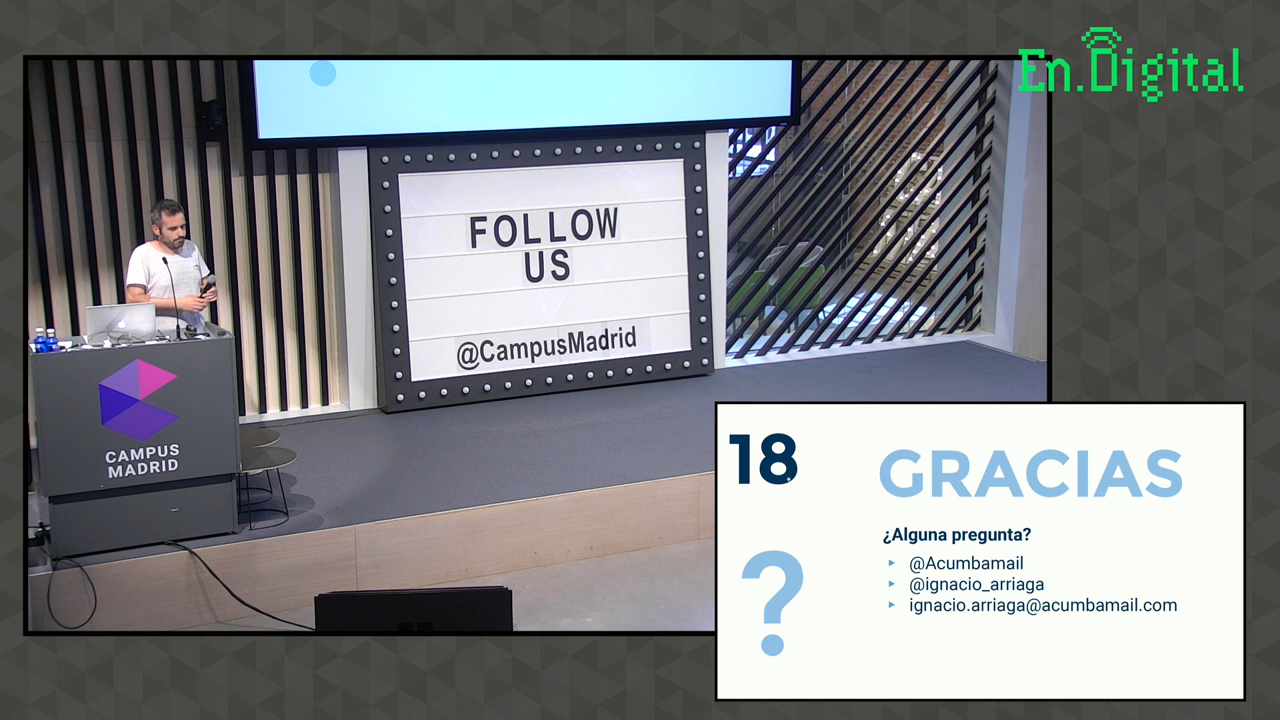 En.Digital
FOLLOW
US
@CampusMadrid
CAMPUS
MADRID
18
GRACIAS
¿Alguna pregunta?
@Acumbamail
@ignacio_arriaga
ignacio.arriaga@acumbamail.com
?